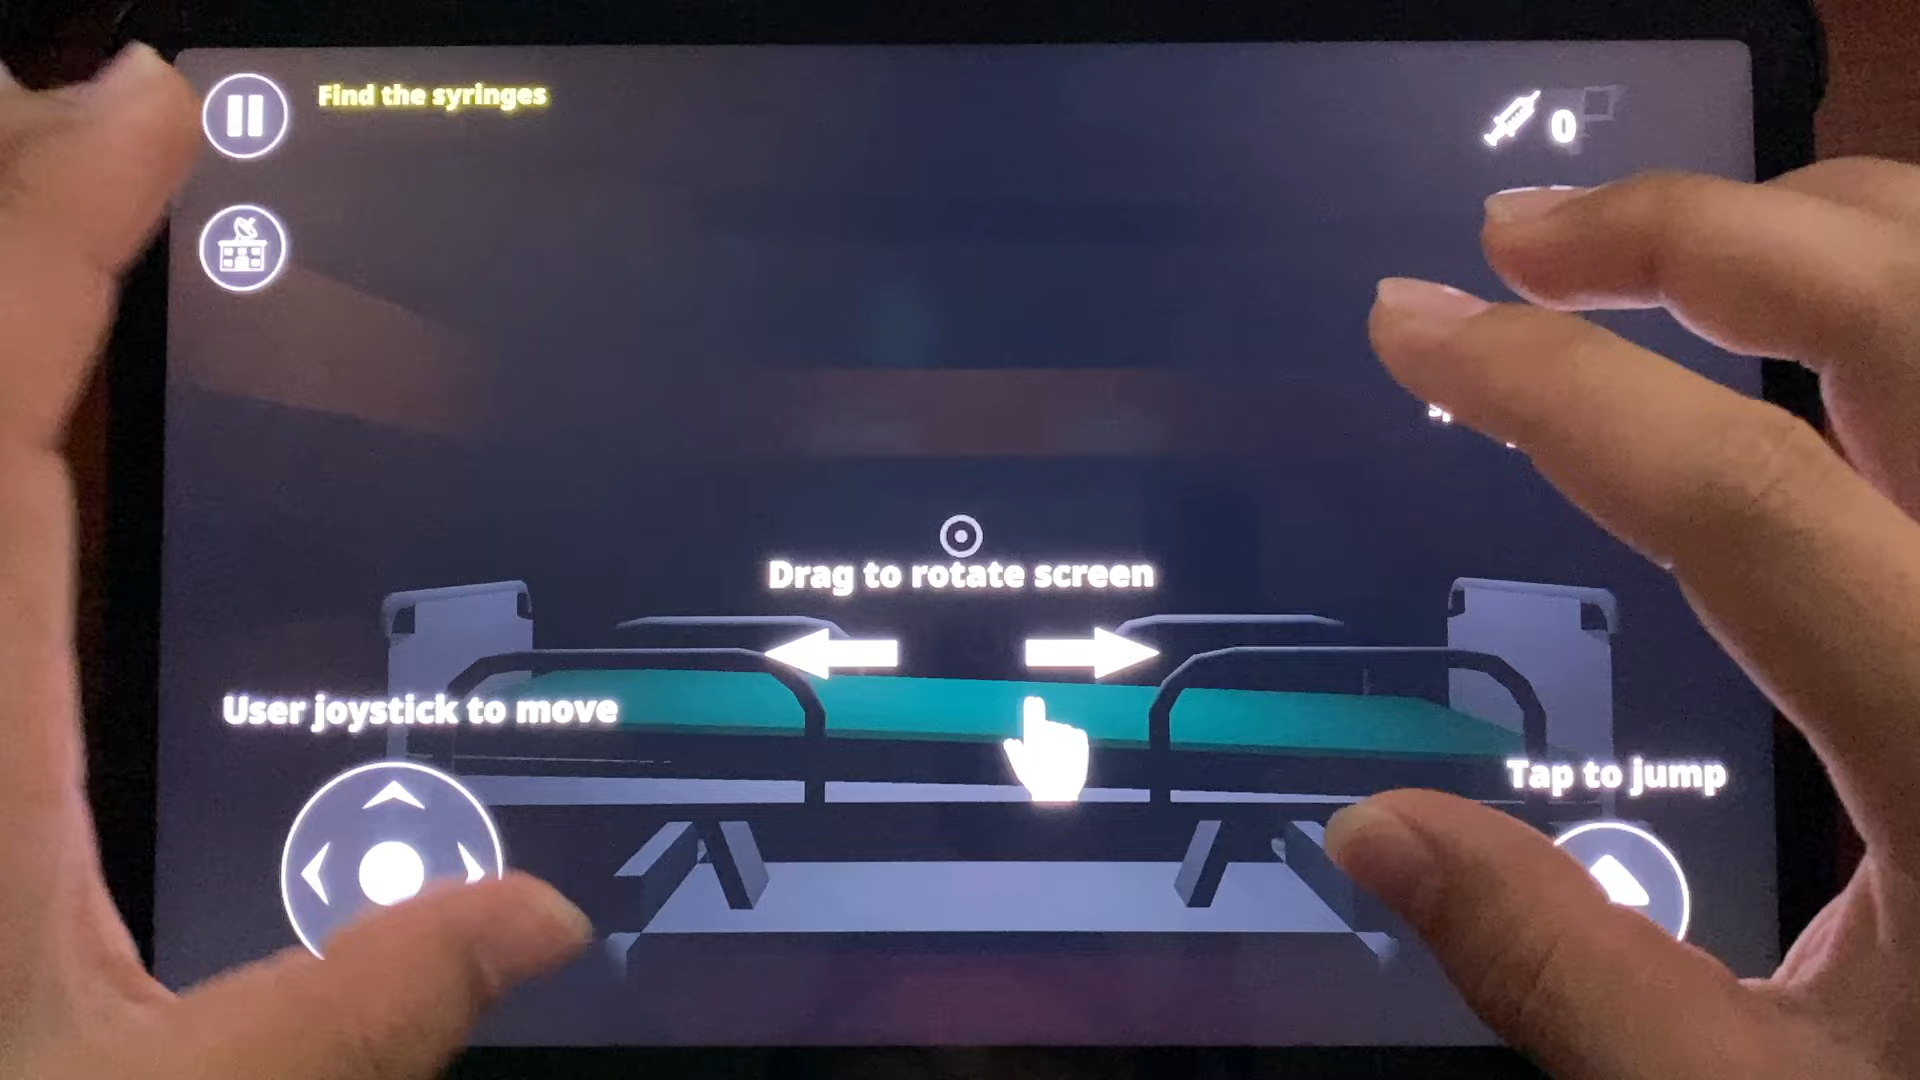 Find the syringes
0
Drag to rotate screen
User joystick to move
Tap to jump